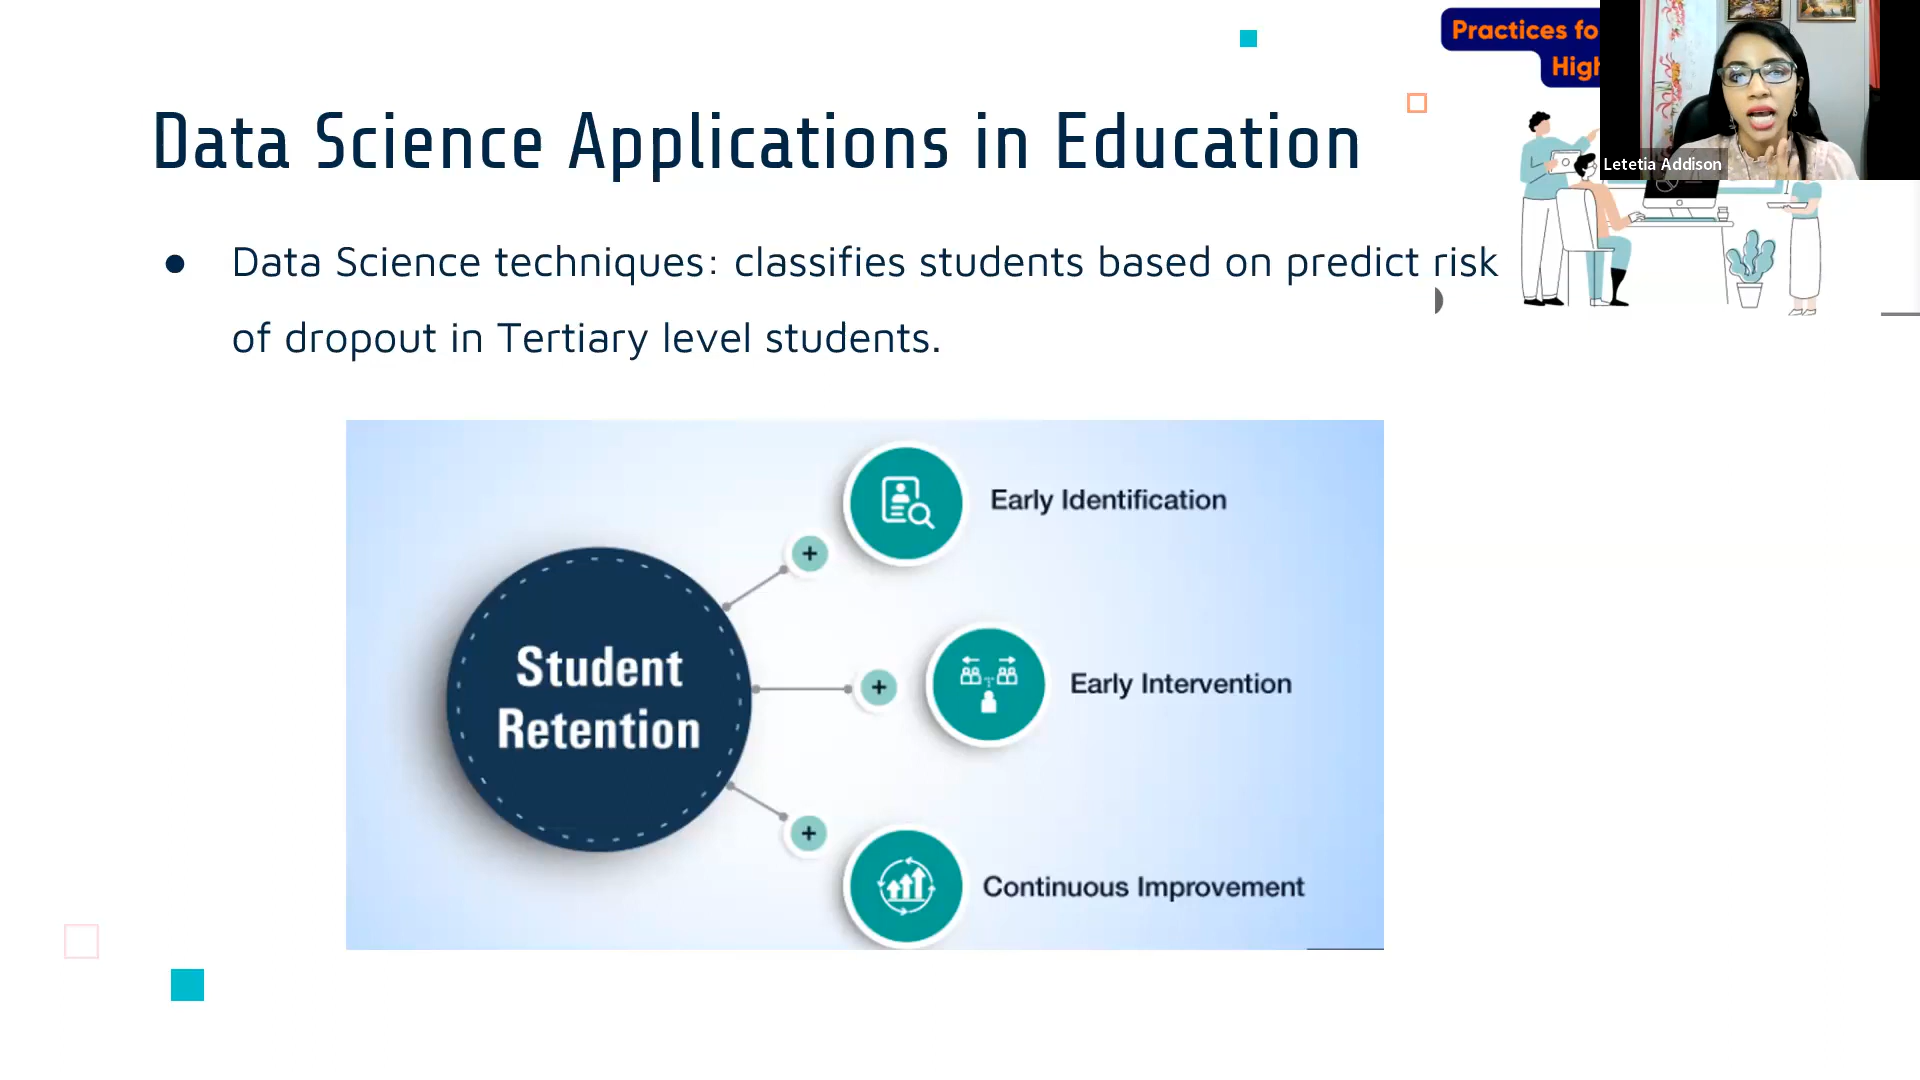 Practices fo
High
Letetia Addison
Data Science Applications in Education
● Data Science techniques: classifies students based on predict risk
of dropout in Tertiary level students.
Student
Retention
+
Early Identification
+
Early Intervention
+
Continuous Improvement